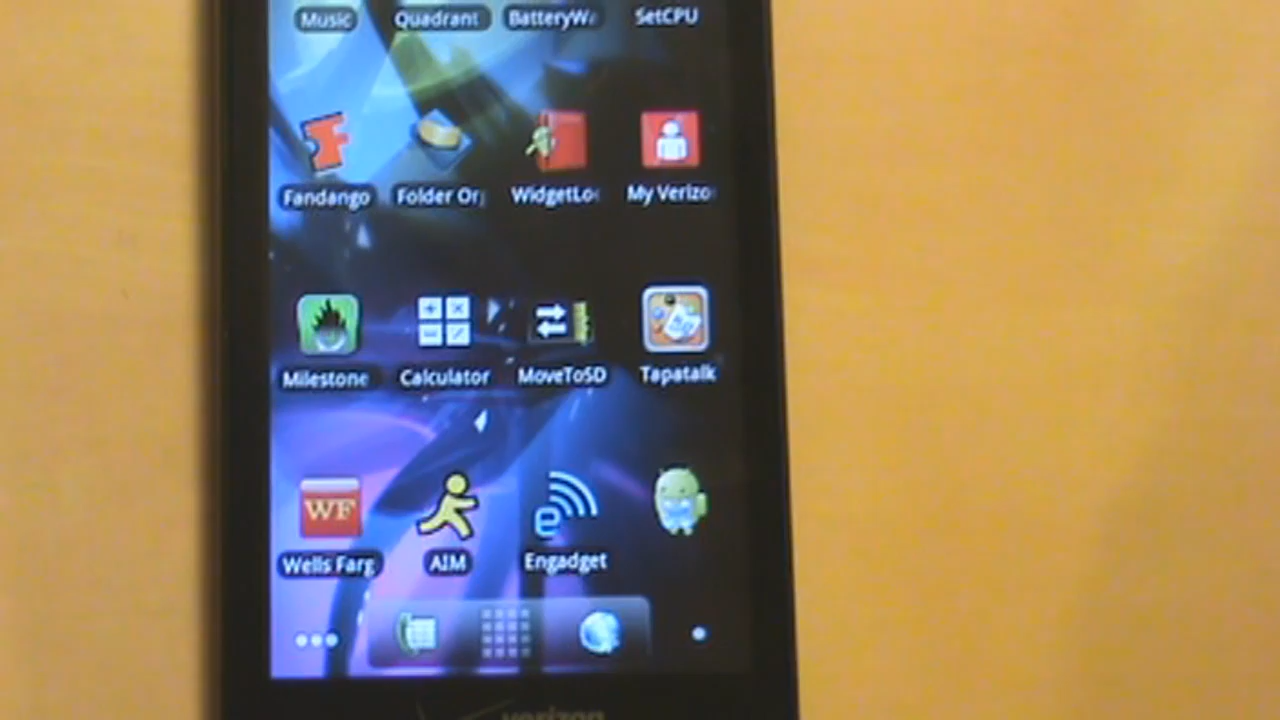 Music Quadrant BatteryWa SetCPU
Fandango Folder Or WidgetLo My Verizo
Milestone Calculator MoveToSD Tapatalk
WF
Wells Farg AIM Engadget
verizon